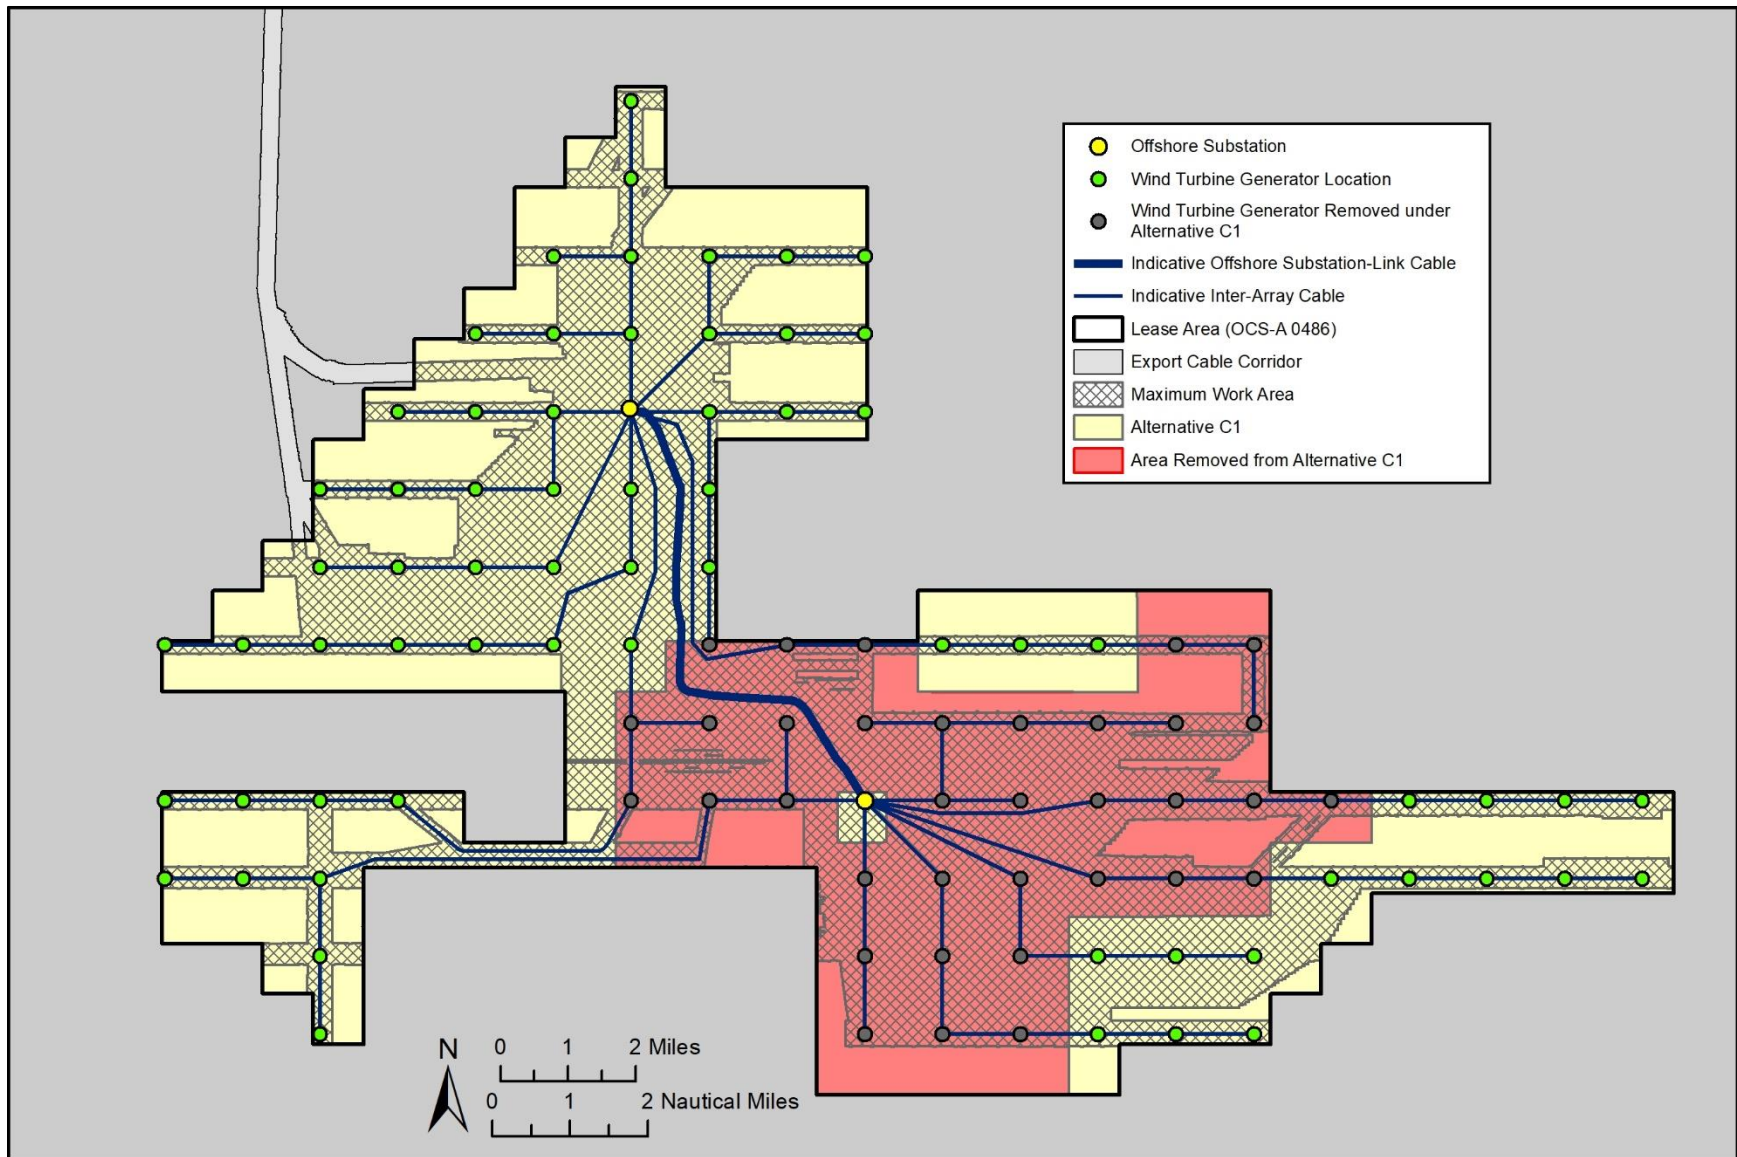 Offshore Substation
Wind Turbine Generator Location
Wind Turbine Generator Removed under
Alternative C1
Indicative Offshore Substation-Link Cable
Indicative Inter-Array Cable
Lease Area (OCS-A 0486)
Export Cable Corridor
Maximum Work Area
Alternative C1
Area Removed from Alternative C1
N
0 1 2 Miles
0 1 2 Nautical Miles